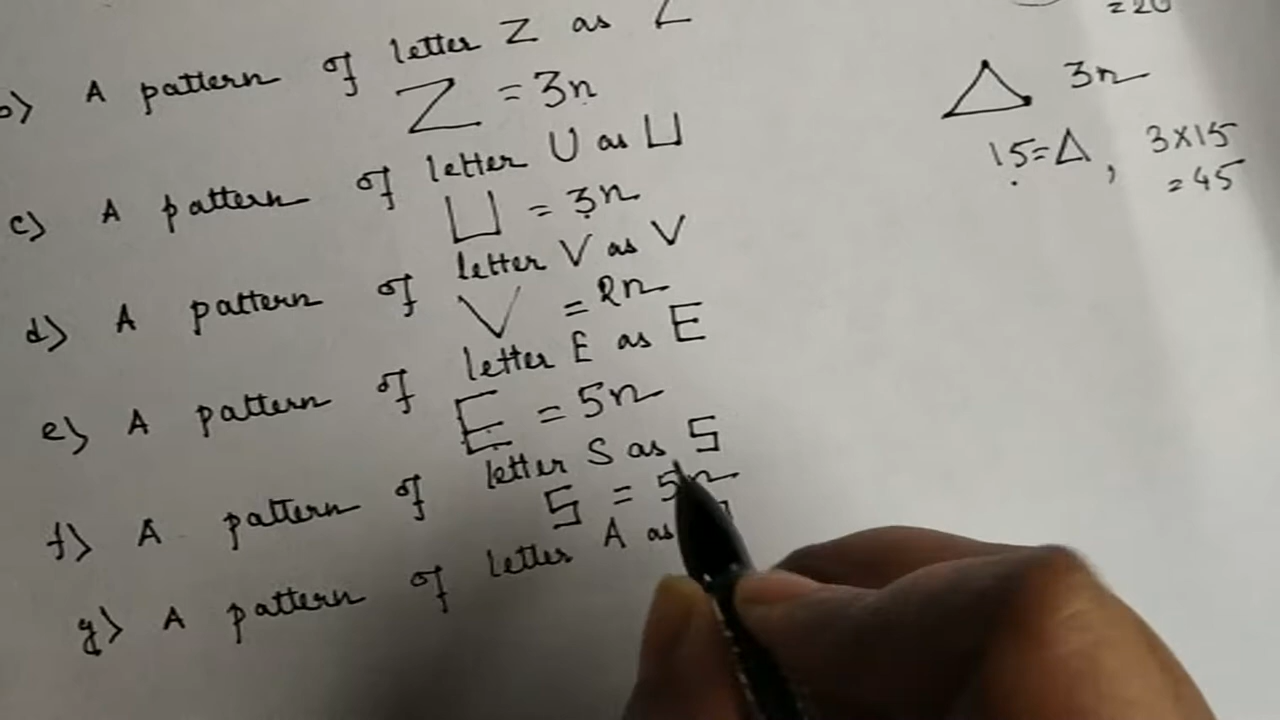 b) A pattern of letter Z as Z
Z = 3n
c) A pattern of letter U as U
U = 3n
d) A pattern of letter V as V
V = 2n
e) A pattern of letter E as E
E = 5n
f) A pattern of letter S as S
S = 5n
g) A pattern of letter A as
= 20
△ 3n
15=△, 3×15
= 45